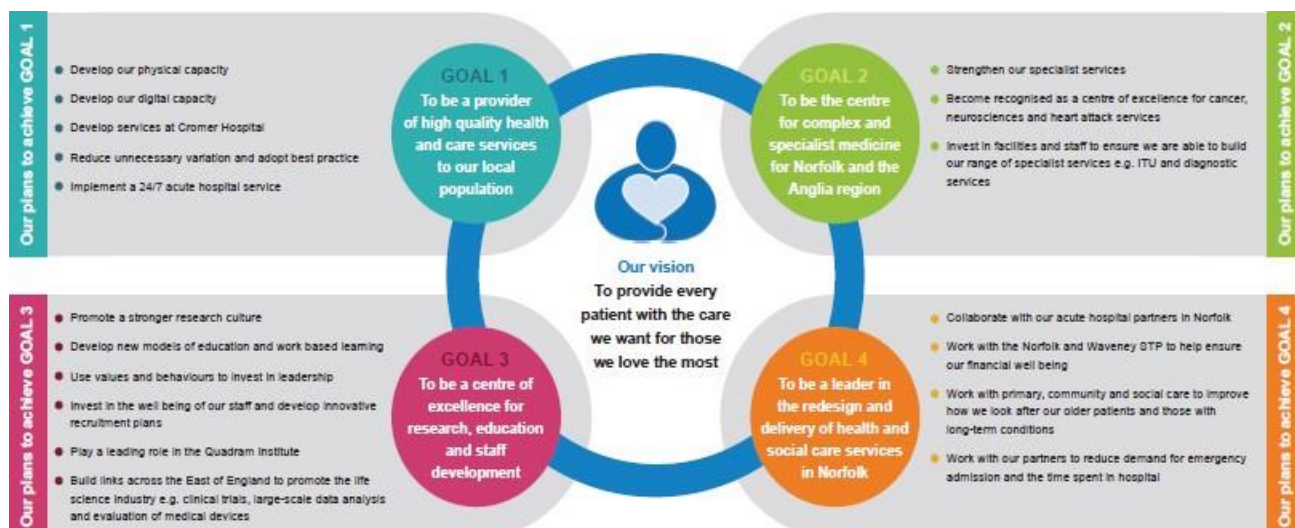 Our plans to achieve GOAL 1
Develop our physical capacity
Develop our digital capacity
Develop services at Cromer Hospital
Reduce unnecessary variation and adopt best practice
Implement a 24/7 acute hospital service
GOAL 1
To be a provider
of high quality health
and care services
to our local
population
GOAL 2
To be the centre
for complex and
specialist medicine
for Norfolk and the
Anglia region
Strengthen our specialist services
Become recognised as a centre of excellence for cancer,
neurosciences and heart attack services
Invest in facilities and staff to ensure we are able to build
our range of specialist services e.g. ITU and diagnostic
services
Our plans to achieve GOAL 2
Our vision
To provide every
patient with the care
we want for those
we love the most
Our plans to achieve GOAL 3
Promote a stronger research culture
Develop new models of education and work based learning
Use values and behaviours to invest in leadership
Invest in the well being of our staff and develop innovative
recruitment plans
Play a leading role in the Quadram Institute
Build links across the East of England to promote the life
science industry e.g. clinical trials, large-scale data analysis
and evaluation of medical devices
GOAL 3
To be a centre of
excellence for
research, education
and staff
development
GOAL 4
To be a leader in
the redesign and
delivery of health and
social care services
in Norfolk
Collaborate with our acute hospital partners in Norfolk
Work with the Norfolk and Waveney STP to help ensure
our financial well being
Work with primary, community and social care to improve
how we look after our older patients and those with
long-term conditions
Work with our partners to reduce demand for emergency
admission and the time spent in hospital
Our plans to achieve GOAL 4